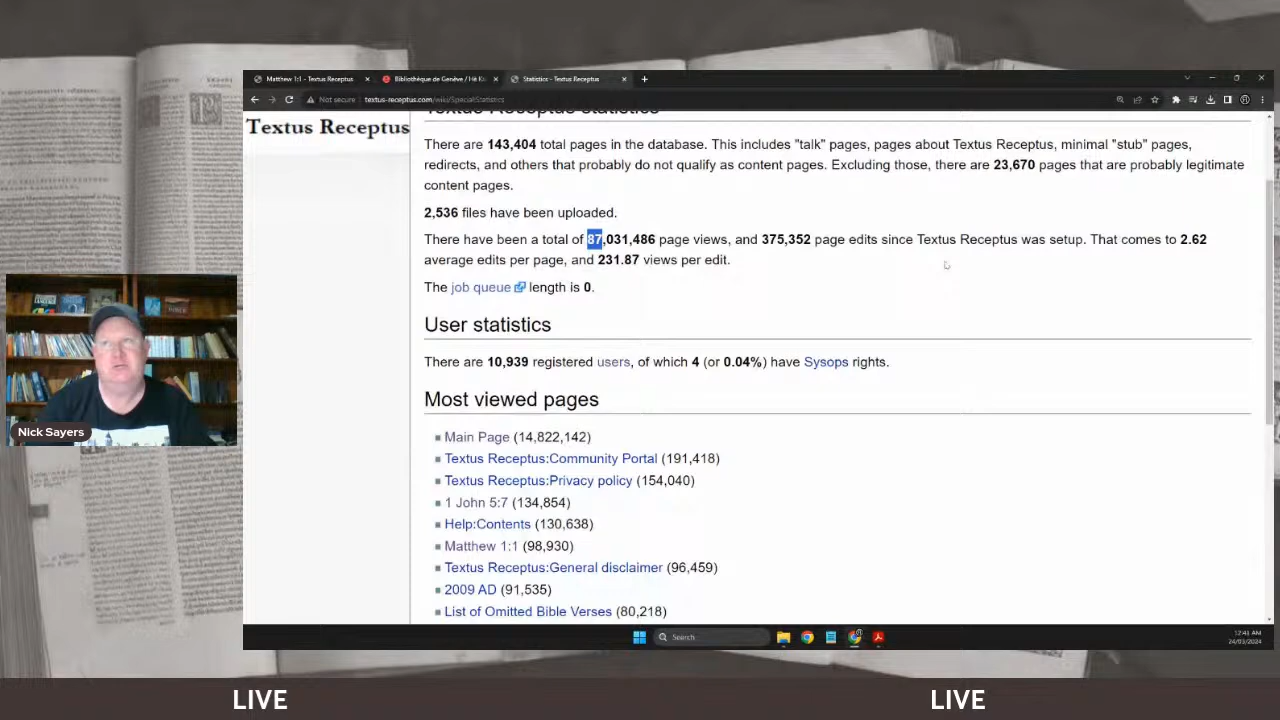 Matthew 1:1 - Textus Receptus
Bibliothèque de Genève / Hē Ka
Statistics - Textus Receptus
Not secure
textus-receptus.com/wiki/Special:Statistics
Textus Receptus
Textus Receptus statistics
There are 143,404 total pages in the database. This includes "talk" pages, pages about Textus Receptus, minimal "stub" pages,
redirects, and others that probably do not qualify as content pages. Excluding those, there are 23,670 pages that are probably legitimate
content pages.
2,536 files have been uploaded.
There have been a total of 87,031,486 page views, and 375,352 page edits since Textus Receptus was setup. That comes to 2.62
average edits per page, and 231.87 views per edit.
The job queue length is 0.
User statistics
There are 10,939 registered users, of which 4 (or 0.04%) have Sysops rights.
Most viewed pages
Main Page (14,822,142)
Textus Receptus:Community Portal (191,418)
Textus Receptus:Privacy policy (154,040)
1 John 5:7 (134,854)
Help:Contents (130,638)
Matthew 1:1 (98,930)
Textus Receptus:General disclaimer (96,459)
2009 AD (91,535)
List of Omitted Bible Verses (80,218)
Nick Sayers
Search
24/03/2024
LIVE
LIVE